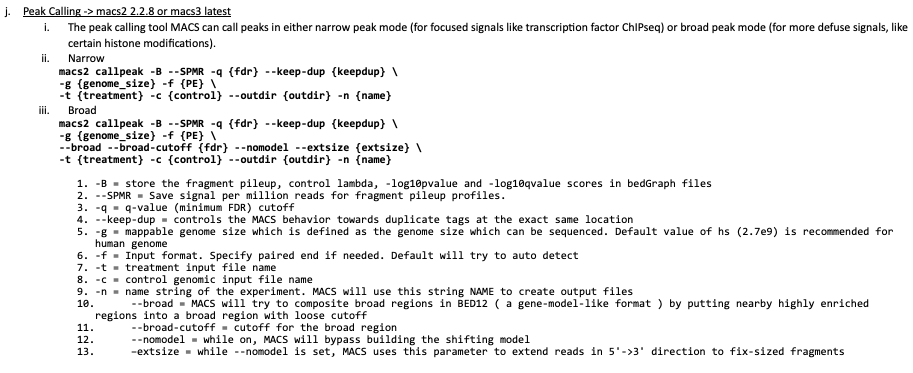 j. Peak Calling -> macs2 2.2.8 or macs3 latest
i. The peak calling tool MACS can call peaks in either narrow peak mode (for focused signals like transcription factor ChIPseq) or broad peak mode (for more defuse signals, like
certain histone modifications).
ii. Narrow
macs2 callpeak -B --SPMR -q {fdr} --keep-dup {keepdup} \
-g {genome_size} -f {PE} \
-t {treatment} -c {control} --outdir {outdir} -n {name}
iii. Broad
macs2 callpeak -B --SPMR -q {fdr} --keep-dup {keepdup} \
-g {genome_size} -f {PE} \
--broad --broad-cutoff {fdr} --nomodel --extsize {extsize} \
-t {treatment} -c {control} --outdir {outdir} -n {name}
1. -B = store the fragment pileup, control lambda, -log10pvalue and -log10qvalue scores in bedGraph files
2. --SPMR = Save signal per million reads for fragment pileup profiles.
3. -q = q-value (minimum FDR) cutoff
4. --keep-dup = controls the MACS behavior towards duplicate tags at the exact same location
5. -g = mappable genome size which is defined as the genome size which can be sequenced. Default value of hs (2.7e9) is recommended for
human genome
6. -f = Input format. Specify paired end if needed. Default will try to auto detect
7. -t = treatment input file name
8. -c = control genomic input file name
9. -n = name string of the experiment. MACS will use this string NAME to create output files
10. --broad = MACS will try to composite broad regions in BED12 ( a gene-model-like format ) by putting nearby highly enriched
regions into a broad region with loose cutoff
11. --broad-cutoff = cutoff for the broad region
12. --nomodel = while on, MACS will bypass building the shifting model
13. –extsize = while --nomodel is set, MACS uses this parameter to extend reads in 5'->3' direction to fix-sized fragments